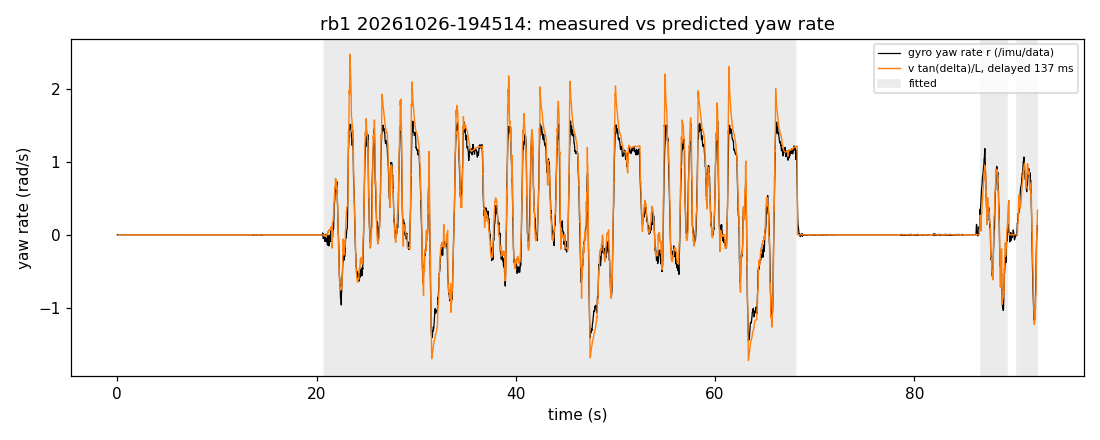 rb1 20261026-194514: measured vs predicted yaw rate
gyro yaw rate r (/imu/data)
v tan(delta)/L, delayed 137 ms
fitted
yaw rate (rad/s)
2
1
0
−1
0 20 40 60 80
time (s)